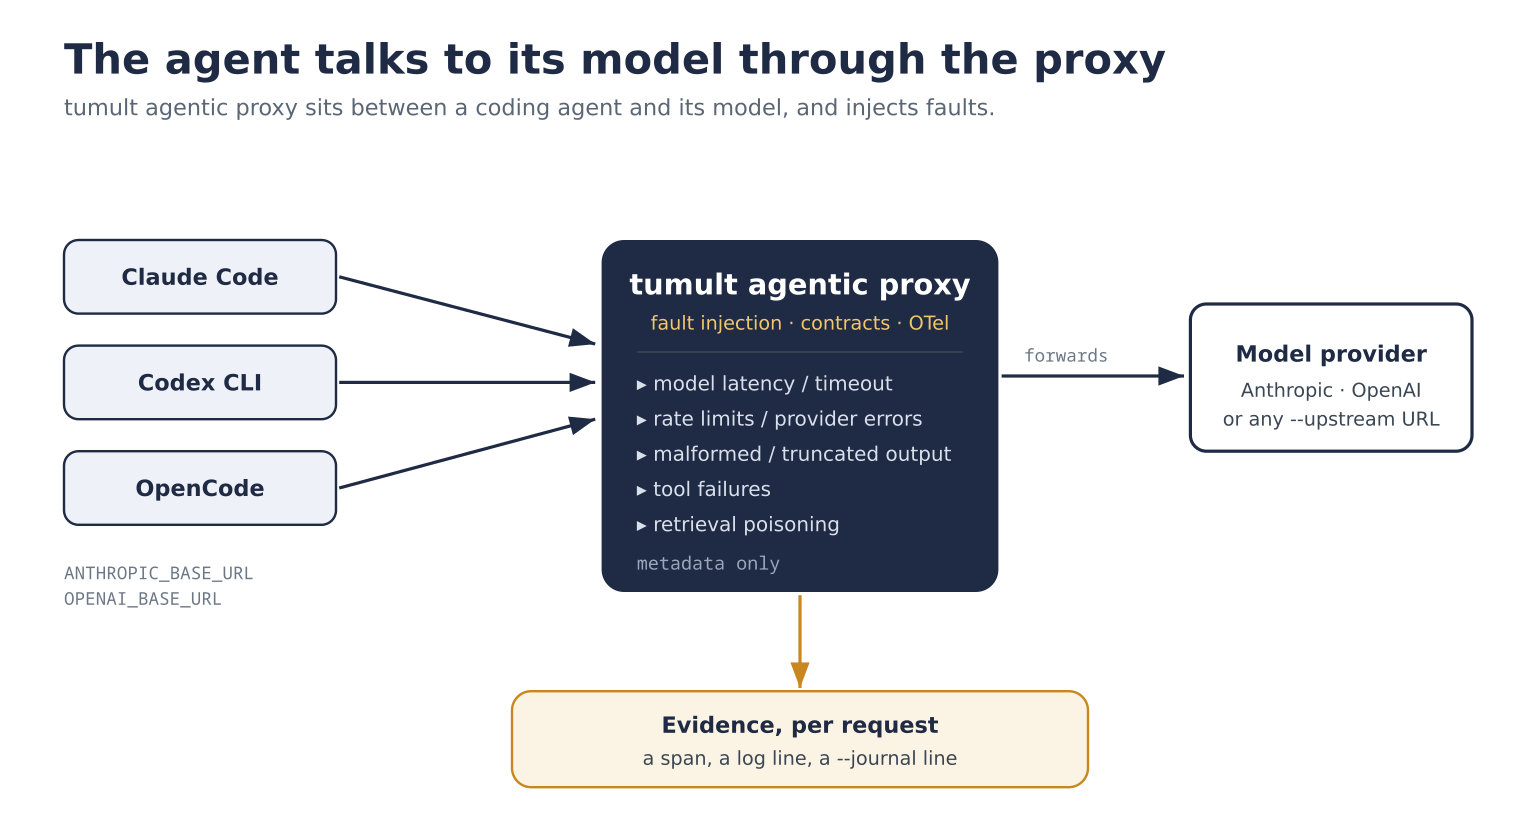 The agent talks to its model through the proxy
tumult agentic proxy sits between a coding agent and its model, and injects faults.
Claude Code
Codex CLI
OpenCode
ANTHROPIC_BASE_URL
OPENAI_BASE_URL
tumult agentic proxy
fault injection · contracts · OTel
▸ model latency / timeout
▸ rate limits / provider errors
▸ malformed / truncated output
▸ tool failures
▸ retrieval poisoning
metadata only
forwards
Model provider
Anthropic · OpenAI
or any --upstream URL
Evidence, per request
a span, a log line, a --journal line